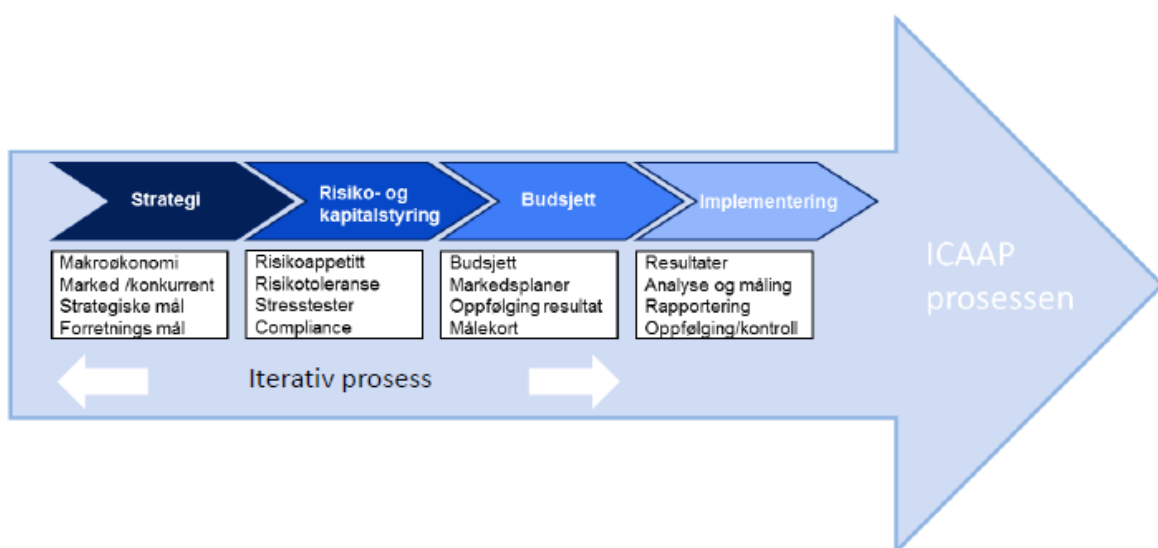 Strategi
Risiko- og
kapitalstyring
Budsjett
Implementering
Makroøkonomi
Marked /konkurrent
Strategiske mål
Forretnings mål
Risikoappetitt
Risikotoleranse
Stresstester
Compliance
Budsjett
Markedsplaner
Oppfølging resultat
Målekort
Resultater
Analyse og måling
Rapportering
Oppfølging/kontroll
Iterativ prosess
ICAAP
prosessen